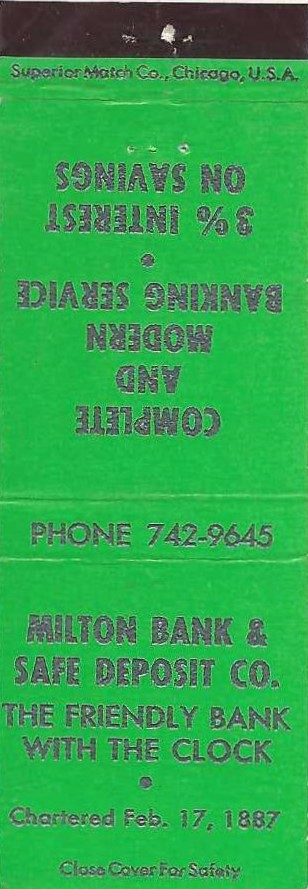 Superior Match Co., Chicago, U.S.A.
COMPLETE
AND
MODERN
BANKING SERVICE
•
3% INTEREST
ON SAVINGS
PHONE 742-9645
MILTON BANK &
SAFE DEPOSIT CO.
THE FRIENDLY BANK
WITH THE CLOCK
•
Chartered Feb. 17, 1887
Close Cover For Safety